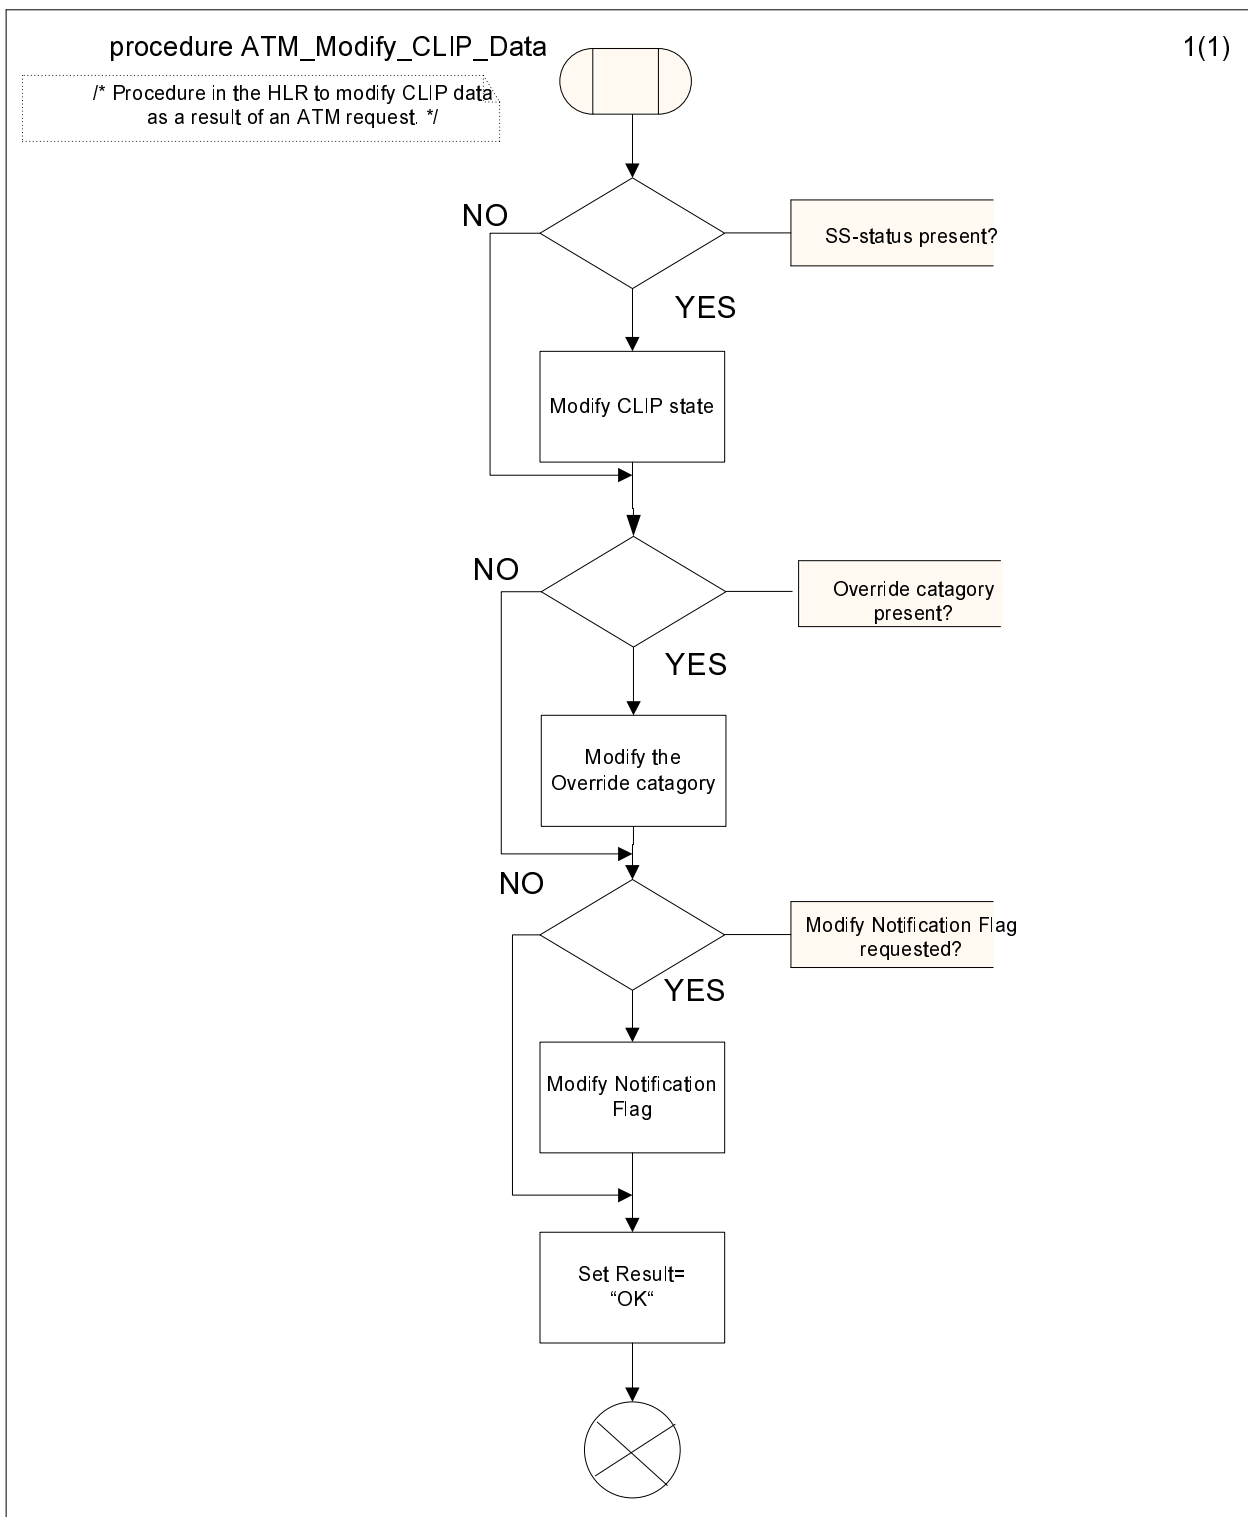 procedure ATM_Modify_CLIP_Data
1(1)
/* Procedure in the HLR to modify CLIP data
as a result of an ATM request. */
NO
SS-status present?
YES
Modify CLIP state
NO
Override catagory
present?
YES
Modify the
Override catagory
NO
Modify Notification Flag
requested?
YES
Modify Notification
Flag
Set Result=
“OK“